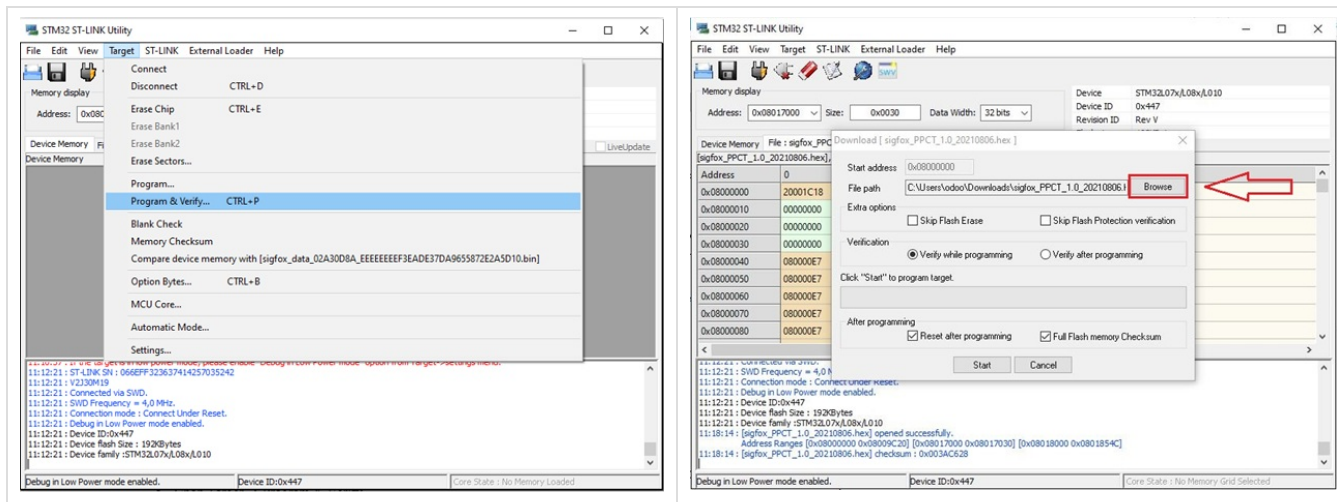 STM32 ST-LINK Utility
File Edit View Target ST-LINK External Loader Help
Memory display
Address: 0x080
Device Memory
Device Memory
LiveUpdate
Connect
Disconnect CTRL+D
Erase Chip CTRL+E
Erase Bank1
Erase Bank2
Erase Sectors...
Program...
Program & Verify... CTRL+P
Blank Check
Memory Checksum
Compare device memory with [sigfox_data_02A30D8A_EEEEEEEEF3EADE37DA9655872E2A5D10.bin]
Option Bytes... CTRL+B
MCU Core...
Automatic Mode...
Settings...
11:12:21 : ST-LINK SN : 066EFF323637414257035242
11:12:21 : V2J30M19
11:12:21 : Connected via SWD.
11:12:21 : SWD Frequency = 4,0 MHz.
11:12:21 : Connection mode : Connect Under Reset.
11:12:21 : Debug in Low Power mode enabled.
11:12:21 : Device ID:0x447
11:12:21 : Device flash Size : 192KBytes
11:12:21 : Device family :STM32L07x/L08x/L010
Debug in Low Power mode enabled. Device ID:0x447 Core State : No Memory Loaded
STM32 ST-LINK Utility
File Edit View Target ST-LINK External Loader Help
SWV
Memory display
Address: 0x08017000 Size: 0x0030 Data Width: 32 bits
Device STM32L07x/L08x/L010
Device ID 0x447
Revision ID Rev V
Device Memory File : sigfox_PPC
[sigfox_PPCT_1.0_20210806.hex],
Address 0
0x08000000 20001C18
0x08000010 00000000
0x08000020 00000000
0x08000030 00000000
0x08000040 080000E7
0x08000050 080000E7
0x08000060 080000E7
0x08000070 080000E7
0x08000080 080000E7
Download [ sigfox_PPCT_1.0_20210806.hex ]
Start address 0x08000000
File path C:\Users\odoo\Downloads\sigfox_PPCT_1.0_20210806.h Browse
Extra options
Skip Flash Erase Skip Flash Protection verification
Verification
Verify while programming Verify after programming
Click "Start" to program target.
After programming
Reset after programming Full Flash memory Checksum
Start Cancel
11:12:21 : Connected via SWD.
11:12:21 : SWD Frequency = 4,0 M
11:12:21 : Connection mode : Connect Under Reset.
11:12:21 : Debug in Low Power mode enabled.
11:12:21 : Device ID:0x447
11:12:21 : Device flash Size : 192KBytes
11:12:21 : Device family :STM32L07x/L08x/L010
11:18:14 : [sigfox_PPCT_1.0_20210806.hex] opened successfully.
Address Ranges [0x08000000 0x08009C20] [0x08017000 0x08017030] [0x08018000 0x0801854C]
11:18:14 : [sigfox_PPCT_1.0_20210806.hex] checksum : 0x003AC628
Debug in Low Power mode enabled. Device ID:0x447 Core State : No Memory Grid Selected